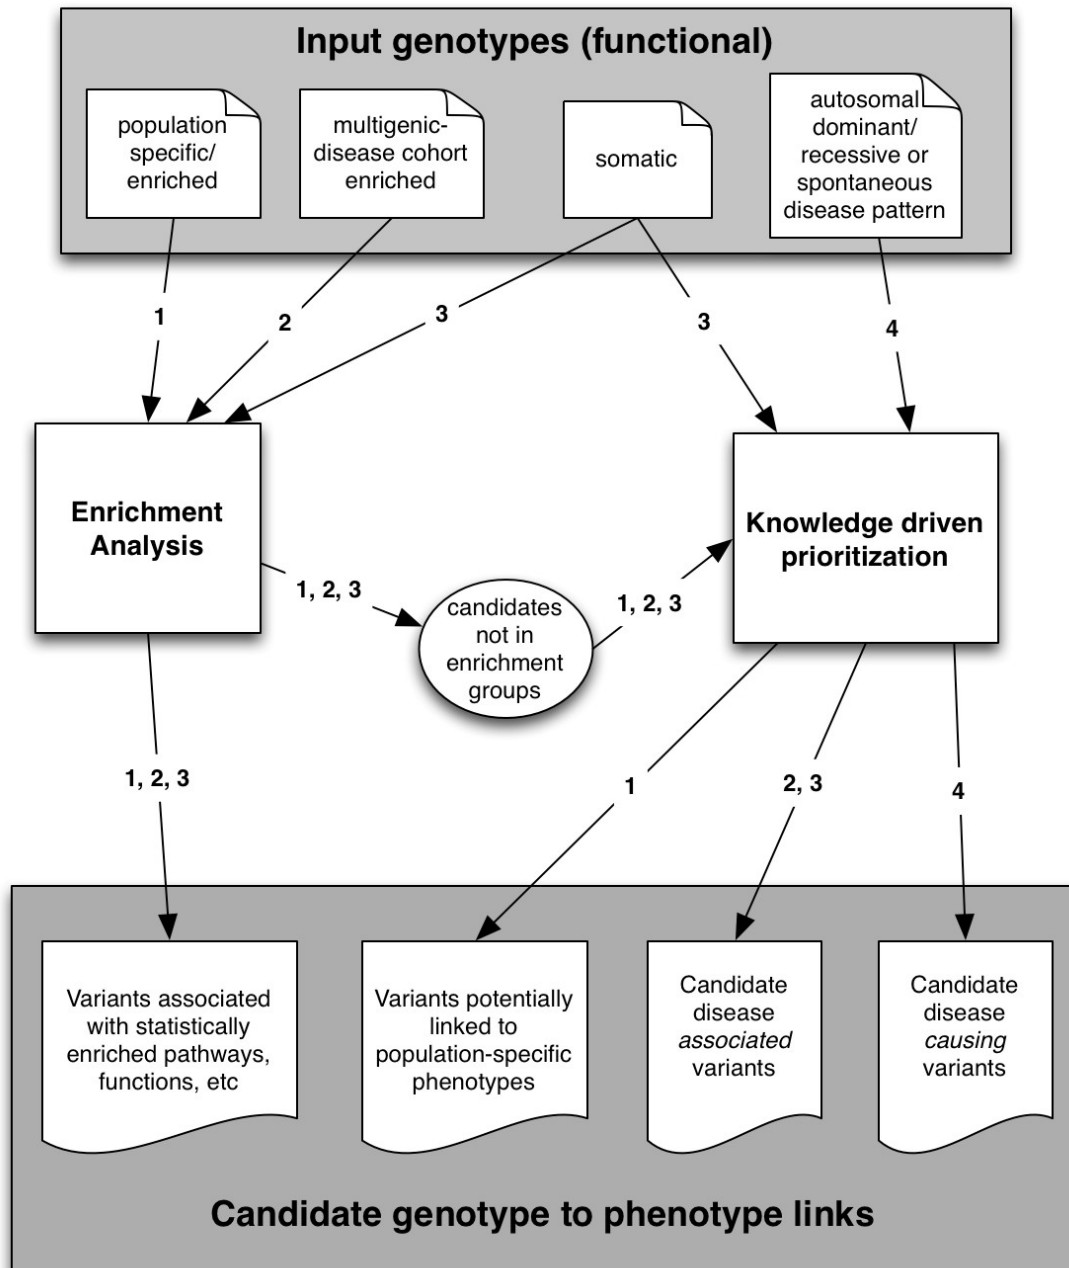 Input genotypes (functional)
population
specific/
enriched
multigenic-
disease cohort
enriched
somatic
autosomal
dominant/
recessive or
spontaneous
disease pattern
1
2
3
3
4
Enrichment
Analysis
Knowledge driven
prioritization
1, 2, 3
candidates
not in
enrichment
groups
1, 2, 3
1, 2, 3
1
2, 3
4
Variants associated
with statistically
enriched pathways,
functions, etc
Variants potentially
linked to
population-specific
phenotypes
Candidate
disease
associated
variants
Candidate
disease
causing
variants
Candidate genotype to phenotype links